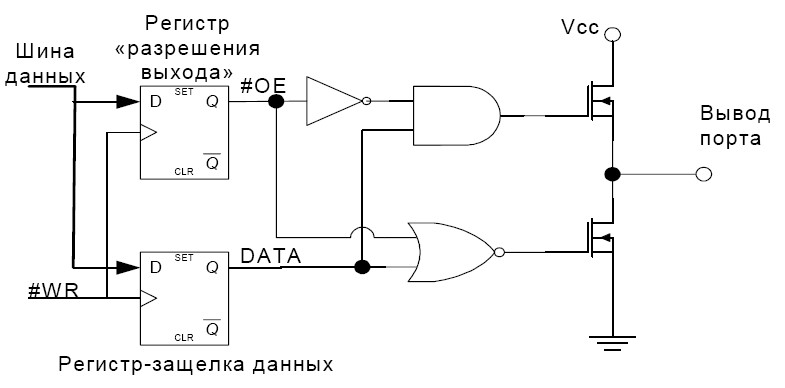 Регистр
«разрешения
выхода»
Vcc
Шина
данных
#OE
SET
D Q
Q
CLR
Вывод
порта
DATA
SET
D Q
#WR
Q
CLR
Регистр-защелка данных